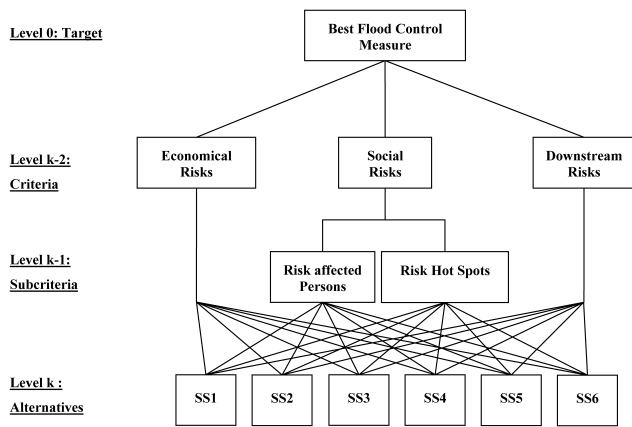 Level 0: Target
Best Flood Control
Measure
Level k-2:
Criteria
Economical
Risks
Social
Risks
Downstream
Risks
Level k-1:
Subcriteria
Risk affected
Persons
Risk Hot Spots
Level k :
Alternatives
SS1
SS2
SS3
SS4
SS5
SS6